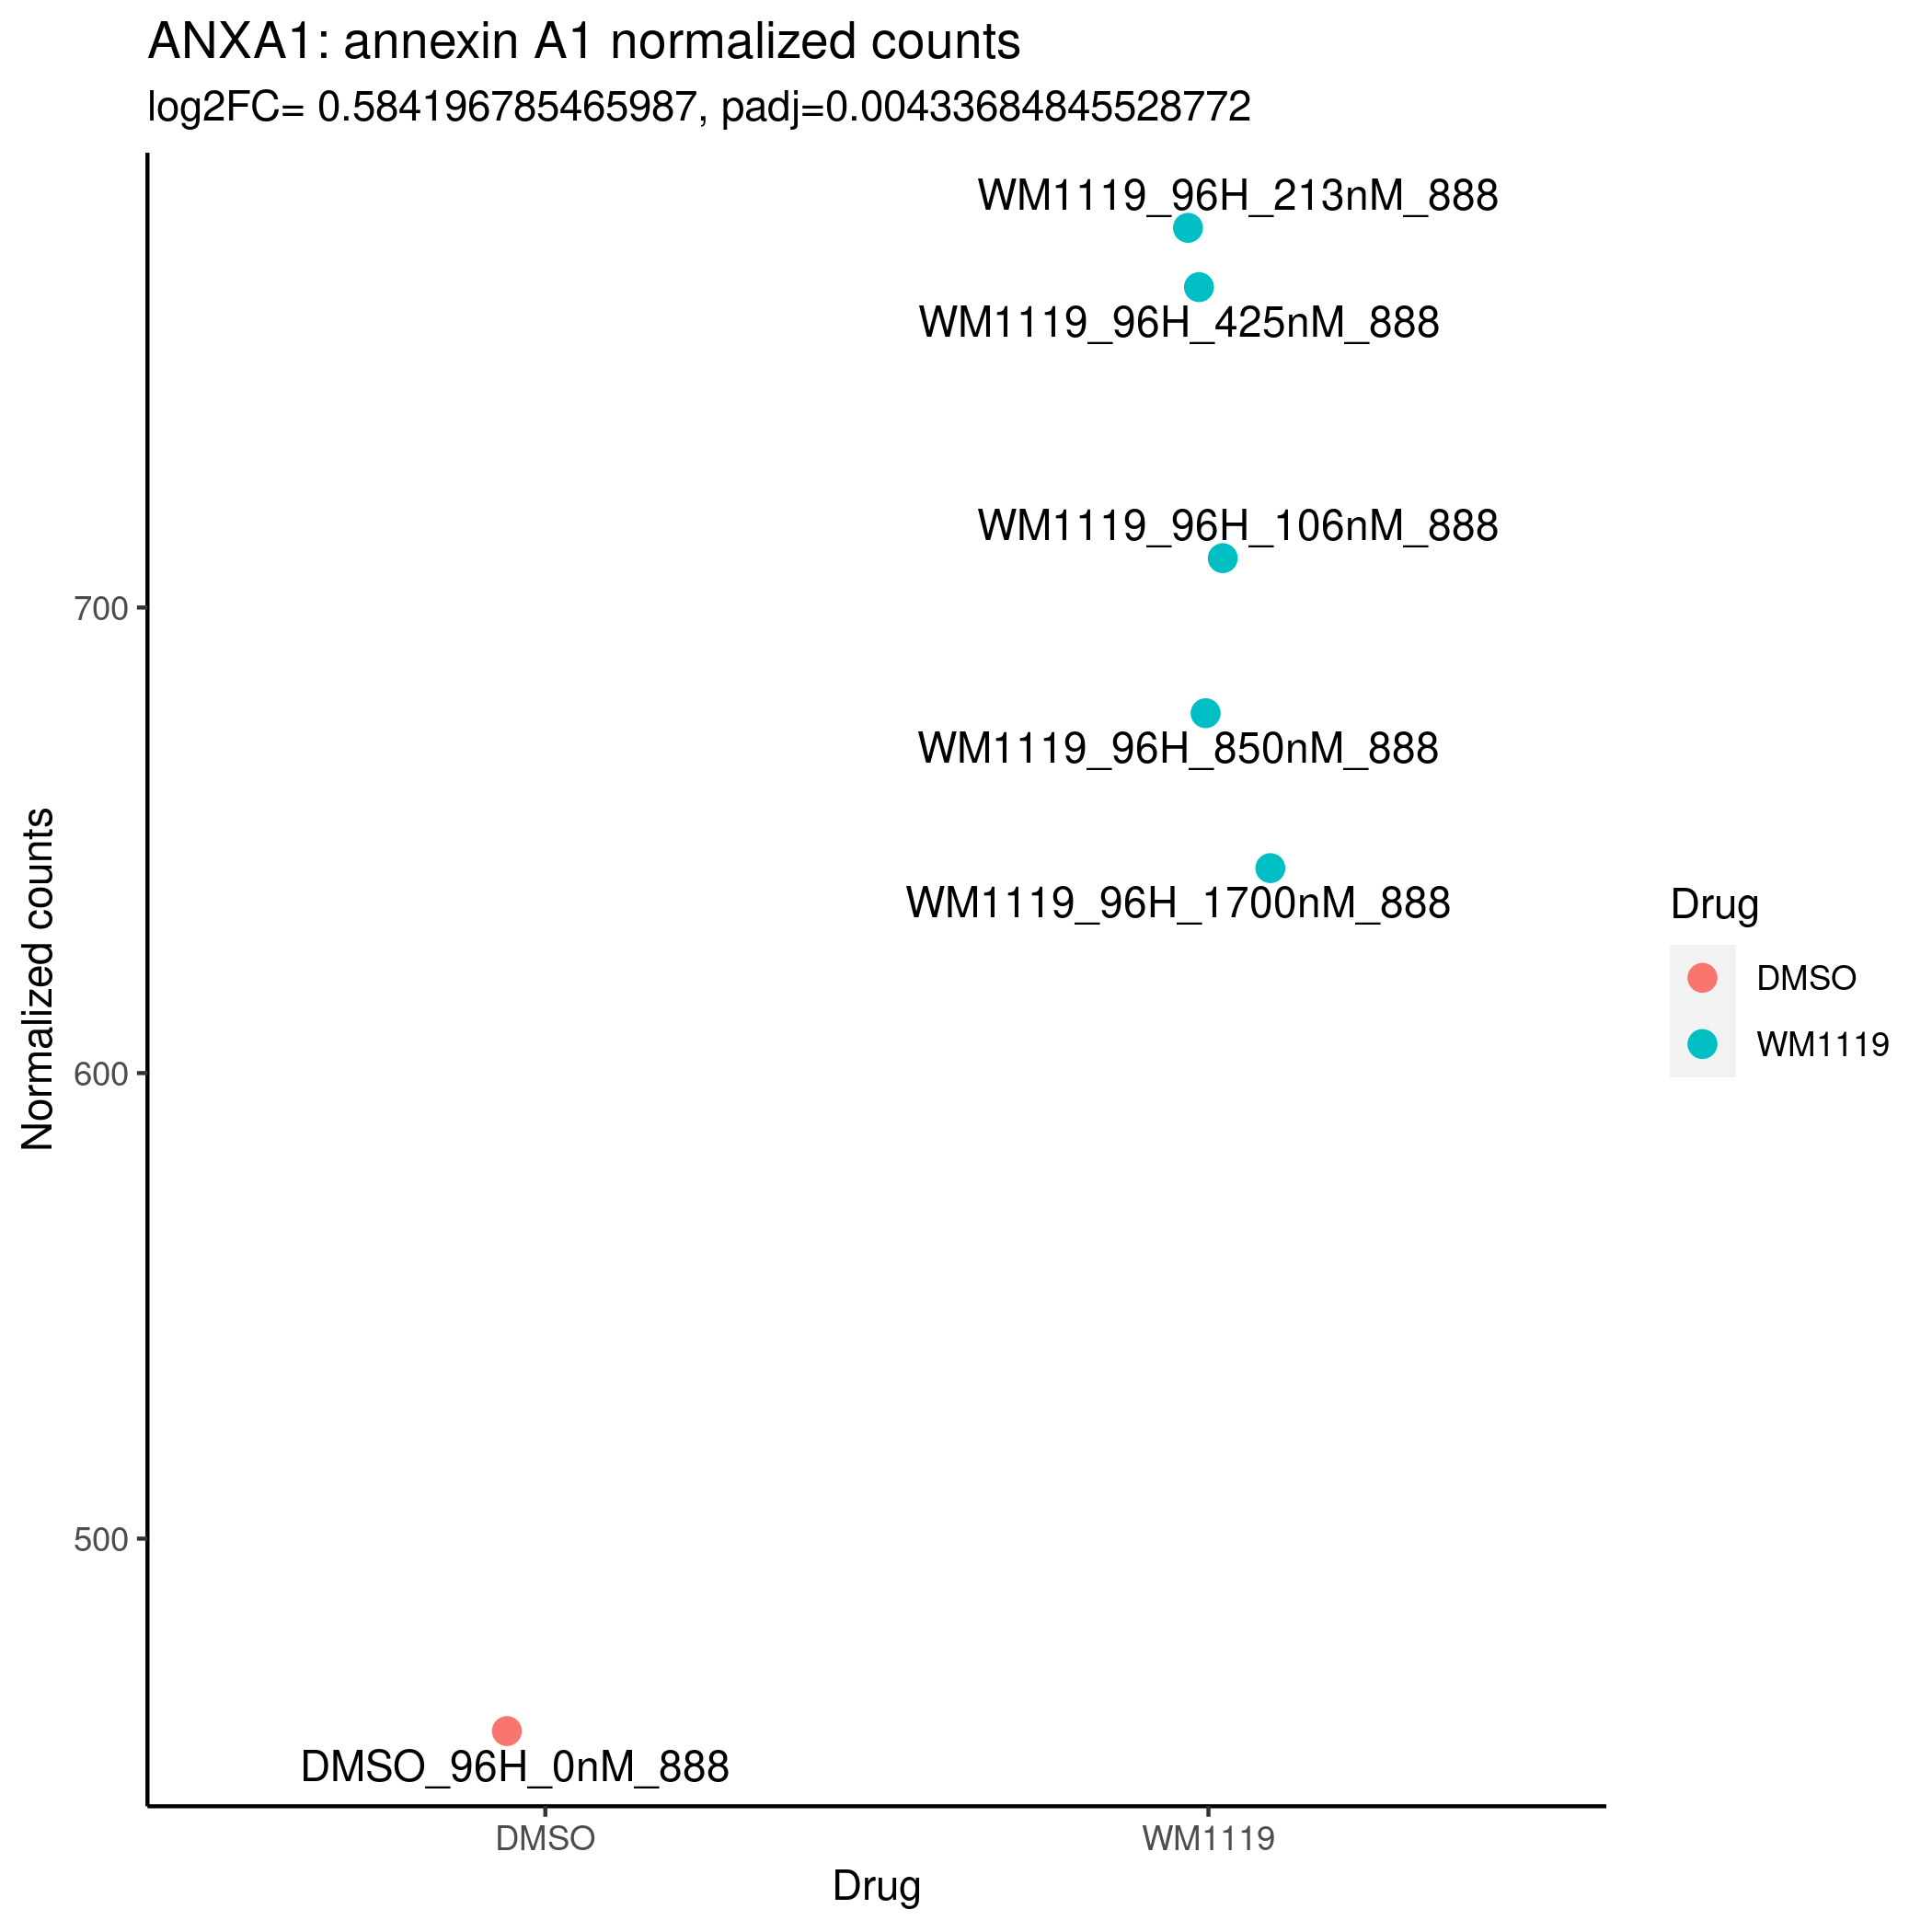 ANXA1: annexin A1 normalized counts
log2FC= 0.584196785465987, padj=0.00433684845528772
WM1119_96H_213nM_888
WM1119_96H_425nM_888
WM1119_96H_106nM_888
700
WM1119_96H_850nM_888
WM1119_96H_1700nM_888
Normalized counts
Drug
DMSO
WM1119
600
500
DMSO_96H_0nM_888
DMSO
WM1119
Drug